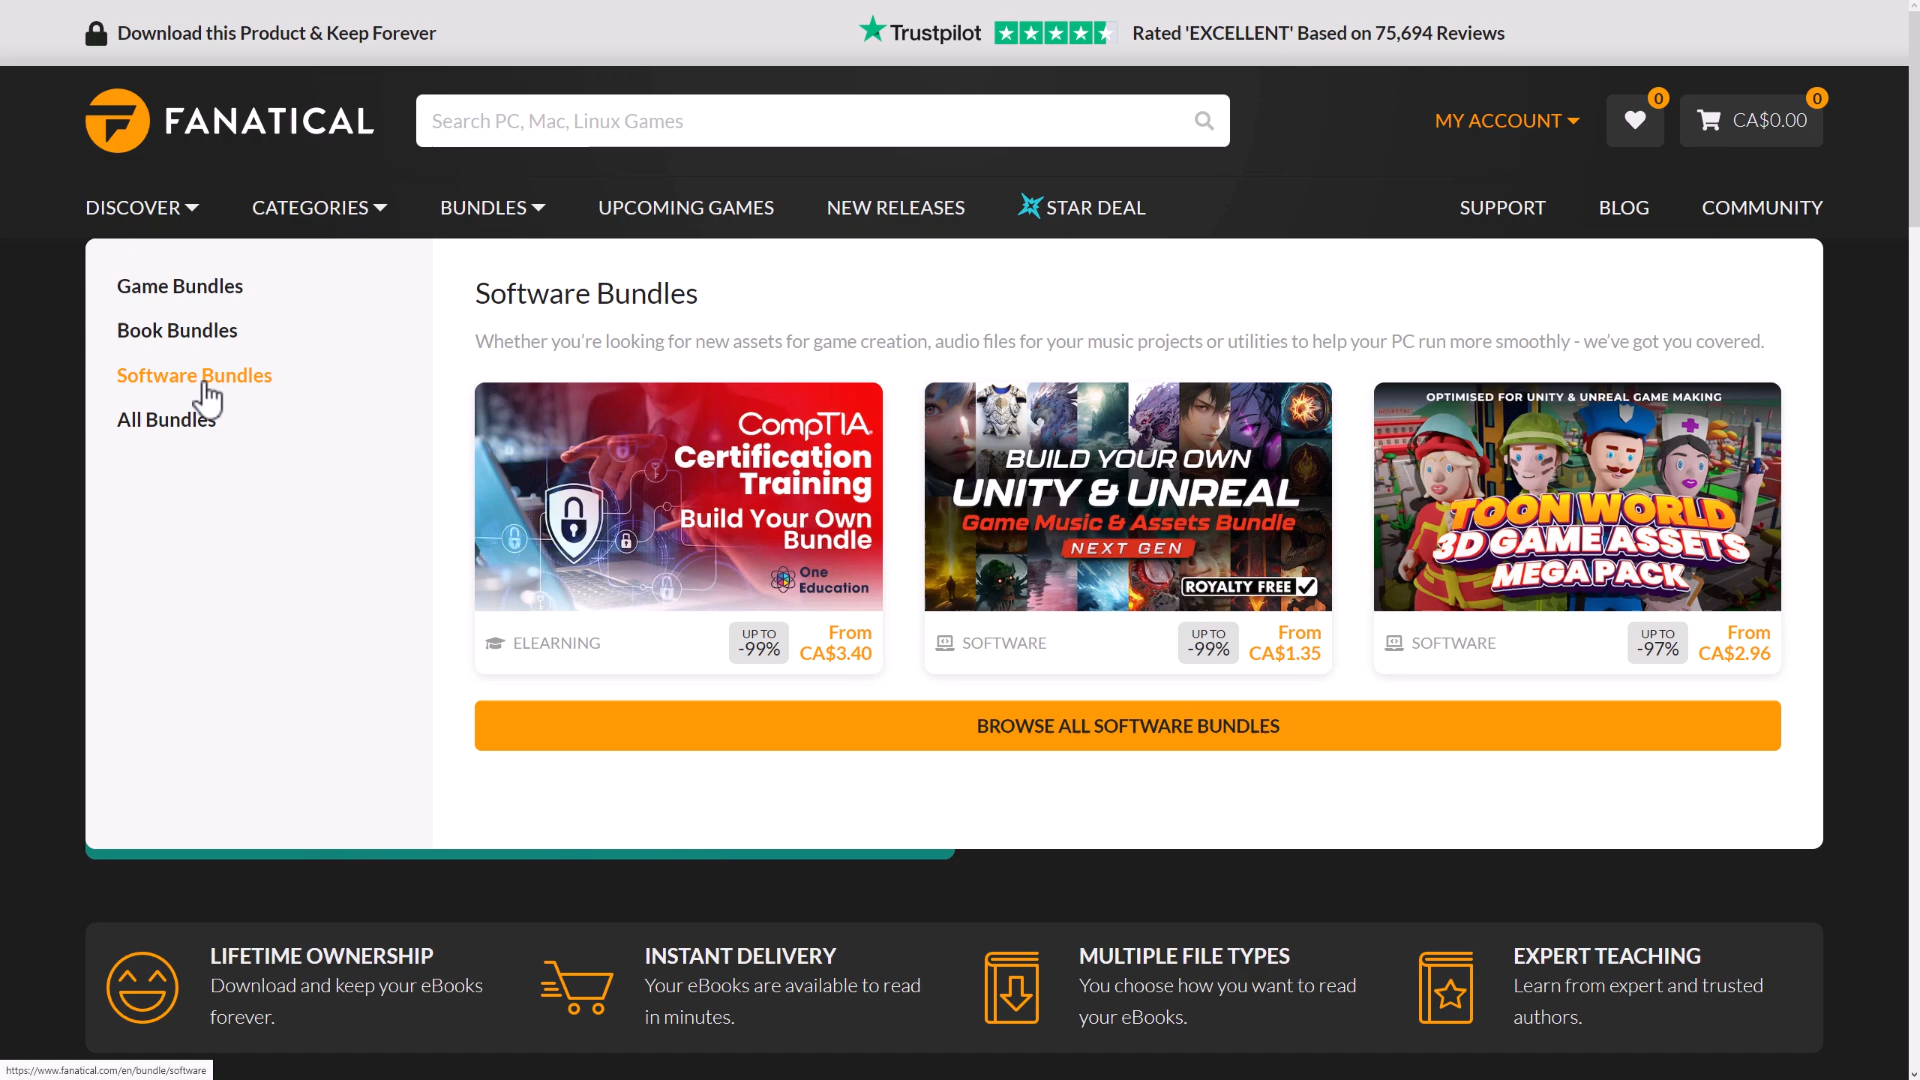 Download this Product & Keep Forever
Trustpilot
Rated 'EXCELLENT' Based on 75,694 Reviews
FANATICAL
Search PC, Mac, Linux Games
MY ACCOUNT
0
0
CA$0.00
DISCOVER
CATEGORIES
BUNDLES
UPCOMING GAMES
NEW RELEASES
STAR DEAL
SUPPORT
BLOG
COMMUNITY
Game Bundles
Book Bundles
Software Bundles
All Bundles
Software Bundles
Whether you're looking for new assets for game creation, audio files for your music projects or utilities to help your PC run more smoothly - we've got you covered.
CompTIA.
Certification
Training
Build Your Own
Bundle
One
Education
ELEARNING
UP TO
-99%
From
CA$3.40
BUILD YOUR OWN
UNITY & UNREAL
Game Music & Assets Bundle
NEXT GEN
ROYALTY FREE
SOFTWARE
UP TO
-99%
From
CA$1.35
OPTIMISED FOR UNITY & UNREAL GAME MAKING
TOON WORLD
3D GAME ASSETS
MEGA PACK
SOFTWARE
UP TO
-97%
From
CA$2.96
BROWSE ALL SOFTWARE BUNDLES
LIFETIME OWNERSHIP
Download and keep your eBooks
forever.
INSTANT DELIVERY
Your eBooks are available to read
in minutes.
MULTIPLE FILE TYPES
You choose how you want to read
your eBooks.
EXPERT TEACHING
Learn from expert and trusted
authors.
https://www.fanatical.com/en/bundle/software